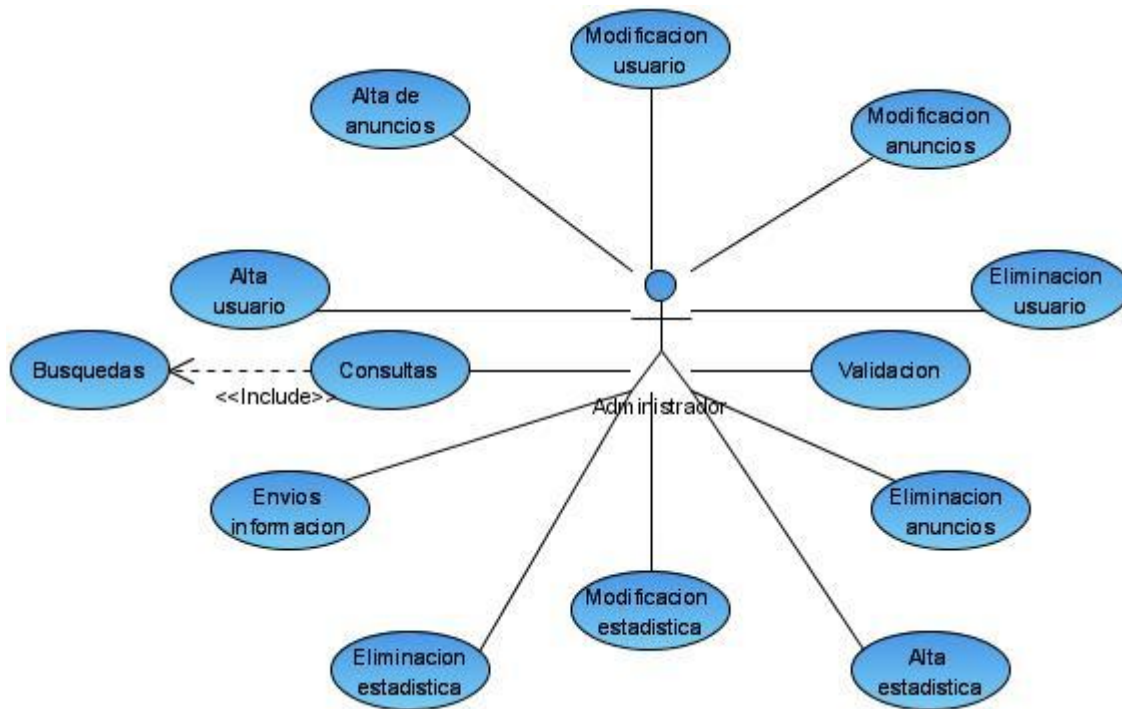 Modificacion
usuario
Alta de
anuncios
Modificacion
anuncios
Alta
usuario
Eliminacion
usuario
Busquedas
<<Include>>
Consultas
Validacion
Administrador
Envios
informacion
Eliminacion
anuncios
Modificacion
estadistica
Eliminacion
estadistica
Alta
estadistica